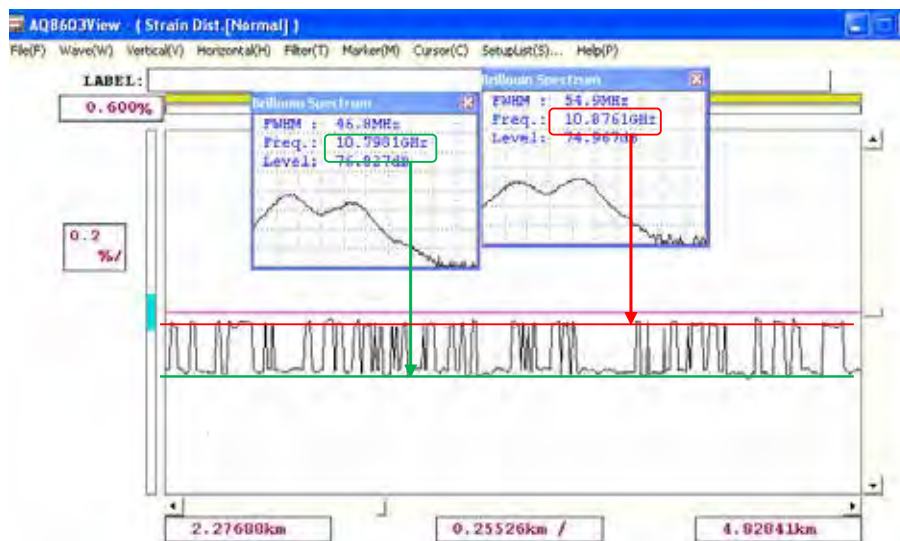 AQ8603View - ( Strain Dist.[Normal] )
File(F) Wave(W) Vertical(V) Horizontal(H) Filter(T) Marker(M) Cursor(C) SetupList(S)... Help(P)
LABEL:
0.600%
Brillouin Spectrum
FWHM : 46.8MHz
Freq.: 10.7981GHz
Level: 76.827dB
Brillouin Spectrum
FWHM : 54.9MHz
Freq.: 10.8761GHz
Level: 74.967dB
0.2
%/
2.27688km
0.25526km /
4.82841km